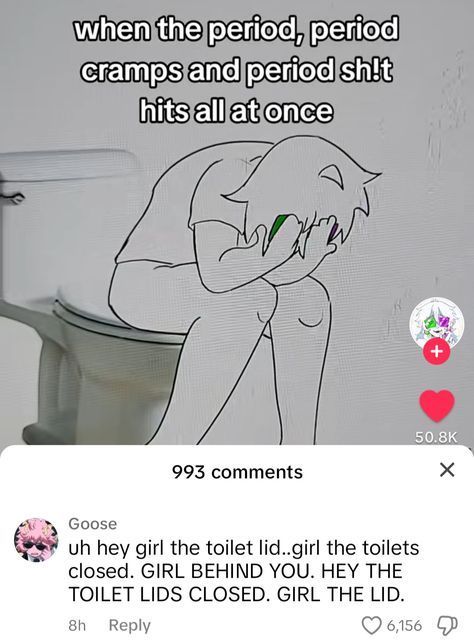 when the period, period
cramps and period sh!t
hits all at once
50.8K
993 comments
Goose
uh hey girl the toilet lid..girl the toilets
closed. GIRL BEHIND YOU. HEY THE
TOILET LIDS CLOSED. GIRL THE LID.
8h Reply 6,156